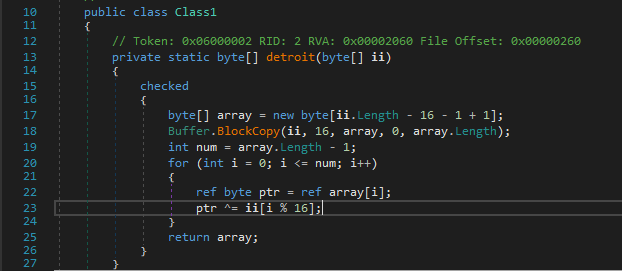 10 public class Class1
11 {
12 // Token: 0x06000002 RID: 2 RVA: 0x00002060 File Offset: 0x00000260
13 private static byte[] detroit(byte[] ii)
14 {
15 checked
16 {
17 byte[] array = new byte[ii.Length - 16 - 1 + 1];
18 Buffer.BlockCopy(ii, 16, array, 0, array.Length);
19 int num = array.Length - 1;
20 for (int i = 0; i <= num; i++)
21 {
22 ref byte ptr = ref array[i];
23 ptr ^= ii[i % 16];
24 }
25 return array;
26 }
27 }